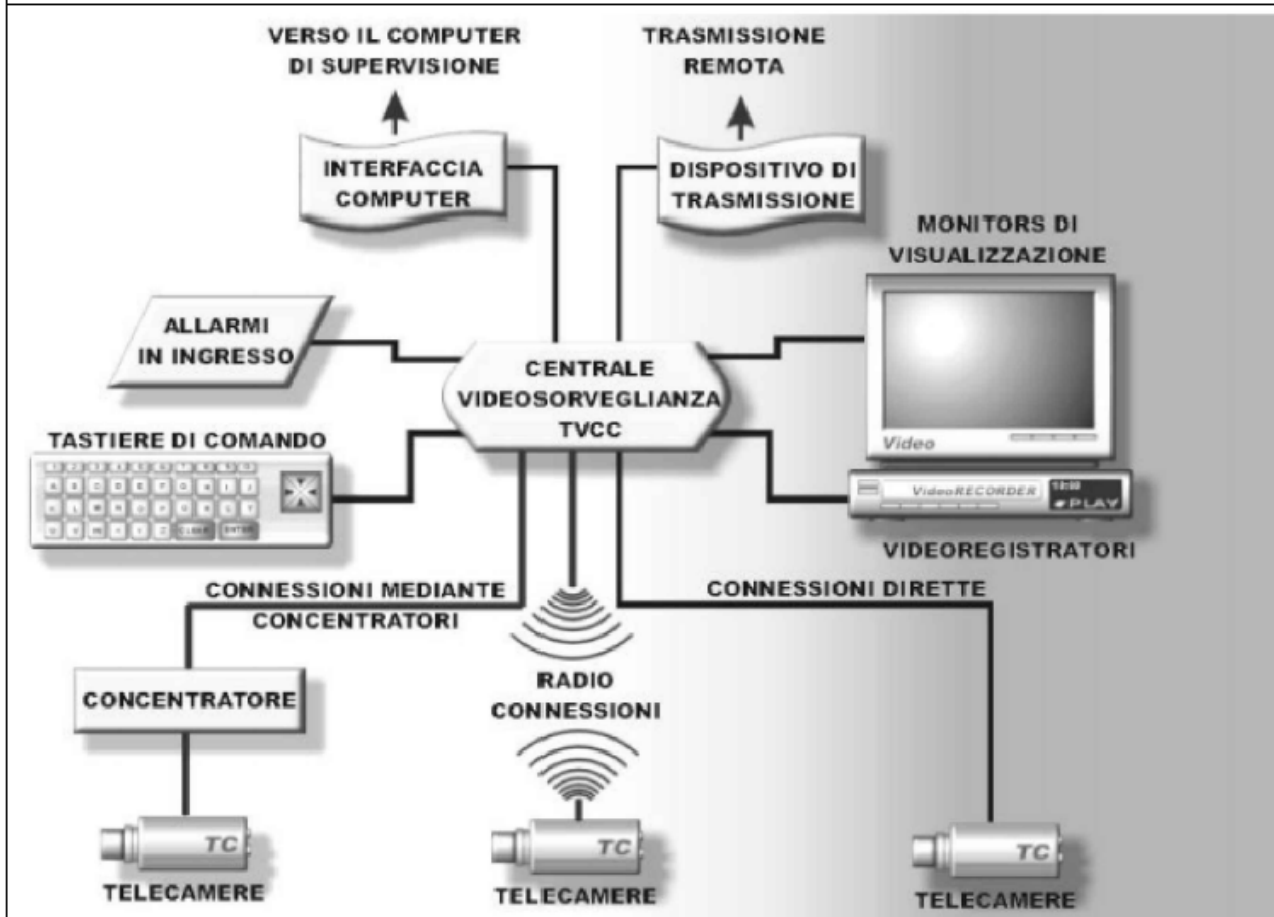 VERSO IL COMPUTER
DI SUPERVISIONE
TRASMISSIONE
REMOTA
INTERFACCIA
COMPUTER
DISPOSITIVO DI
TRASMISSIONE
MONITORS DI
VISUALIZZAZIONE
ALLARMI
IN INGRESSO
CENTRALE
VIDEOSORVEGLIANZA
TVCC
Video
TASTIERE DI COMANDO
CLEAR ENTER
VideoRECORDER
PLAY
VIDEOREGISTRATORI
CONNESSIONI MEDIANTE
CONCENTRATORI
CONNESSIONI DIRETTE
CONCENTRATORE
RADIO
CONNESSIONI
TC
TELECAMERE
TC
TELECAMERE
TC
TELECAMERE